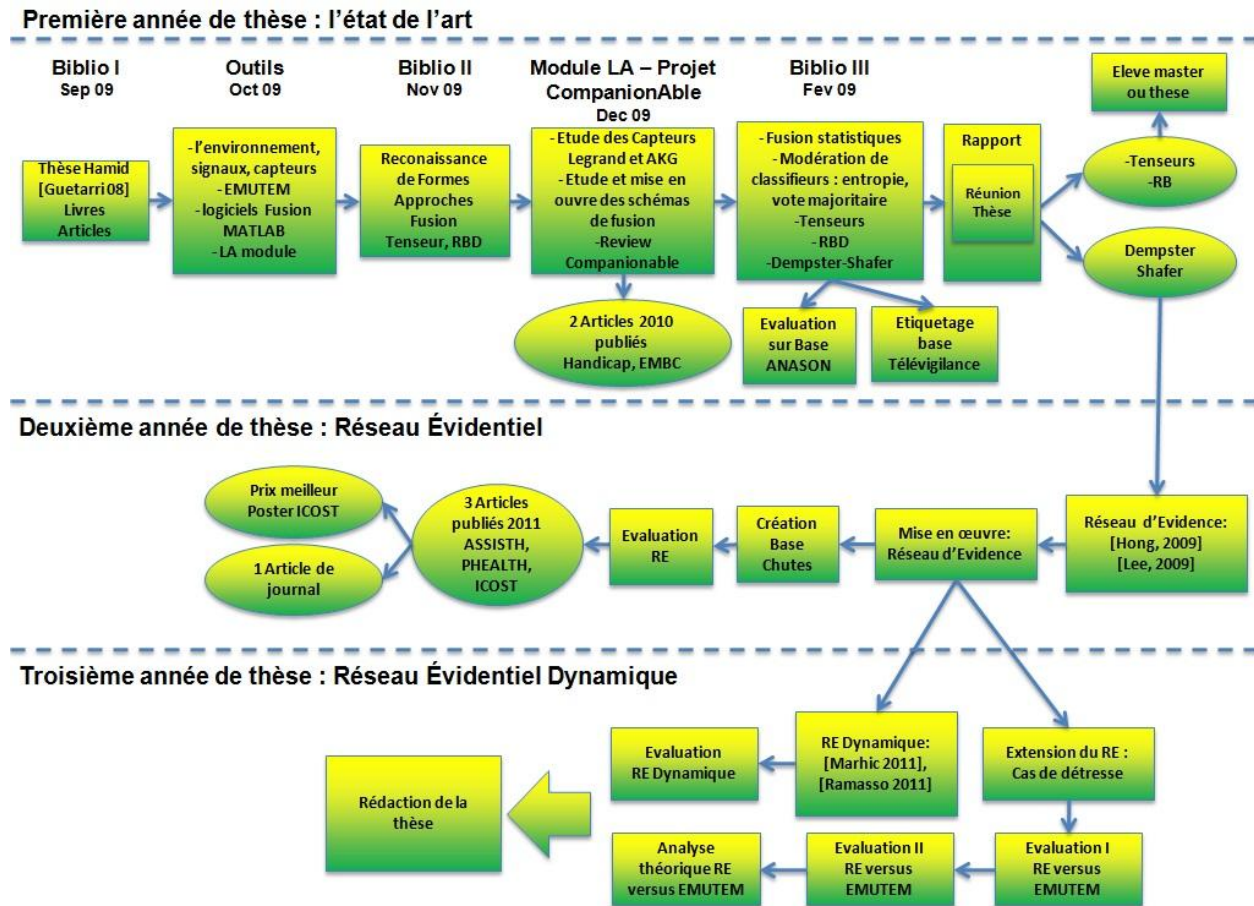 Première année de thèse : l'état de l'art
Biblio I
Sep 09
Outils
Oct 09
Biblio II
Nov 09
Module LA – Projet
CompanionAble
Dec 09
Biblio III
Fev 09
Thèse Hamid
[Guetarri 08]
Livres
Articles
- l'environnement,
signaux, capteurs
- EMUTEM
- logiciels Fusion
MATLAB
- LA module
Reconaissance
de Formes
Approches
Fusion
Tenseur, RBD
- Etude des Capteurs
Legrand et AKG
- Etude et mise en
ouvre des schémas
de fusion
- Review
Companionable
- Fusion statistiques
- Modération de
classifieurs : entropie,
vote majoritaire
-Tenseurs
- RBD
-Dempster-Shafer
Rapport
Réunion
Thèse
Eleve master
ou these
-Tenseurs
-RB
Dempster
Shafer
2 Articles 2010
publiés
Handicap, EMBC
Evaluation
sur Base
ANASON
Etiquetage
base
Télévigilance
Deuxième année de thèse : Réseau Évidentiel
Prix meilleur
Poster ICOST
1 Article de
journal
3 Articles
publiés 2011
ASSISTH,
PHEALTH,
ICOST
Evaluation
RE
Création
Base
Chutes
Mise en œuvre:
Réseau d'Evidence
Réseau d'Evidence:
[Hong, 2009]
[Lee, 2009]
Troisième année de thèse : Réseau Évidentiel Dynamique
Rédaction de la
thèse
Evaluation
RE Dynamique
RE Dynamique:
[Marhic 2011],
[Ramasso 2011]
Extension du RE :
Cas de détresse
Analyse
théorique RE
versus EMUTEM
Evaluation II
RE versus
EMUTEM
Evaluation I
RE versus
EMUTEM